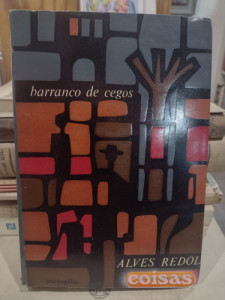 barranco de cegos
ALVES REDOL
coisas